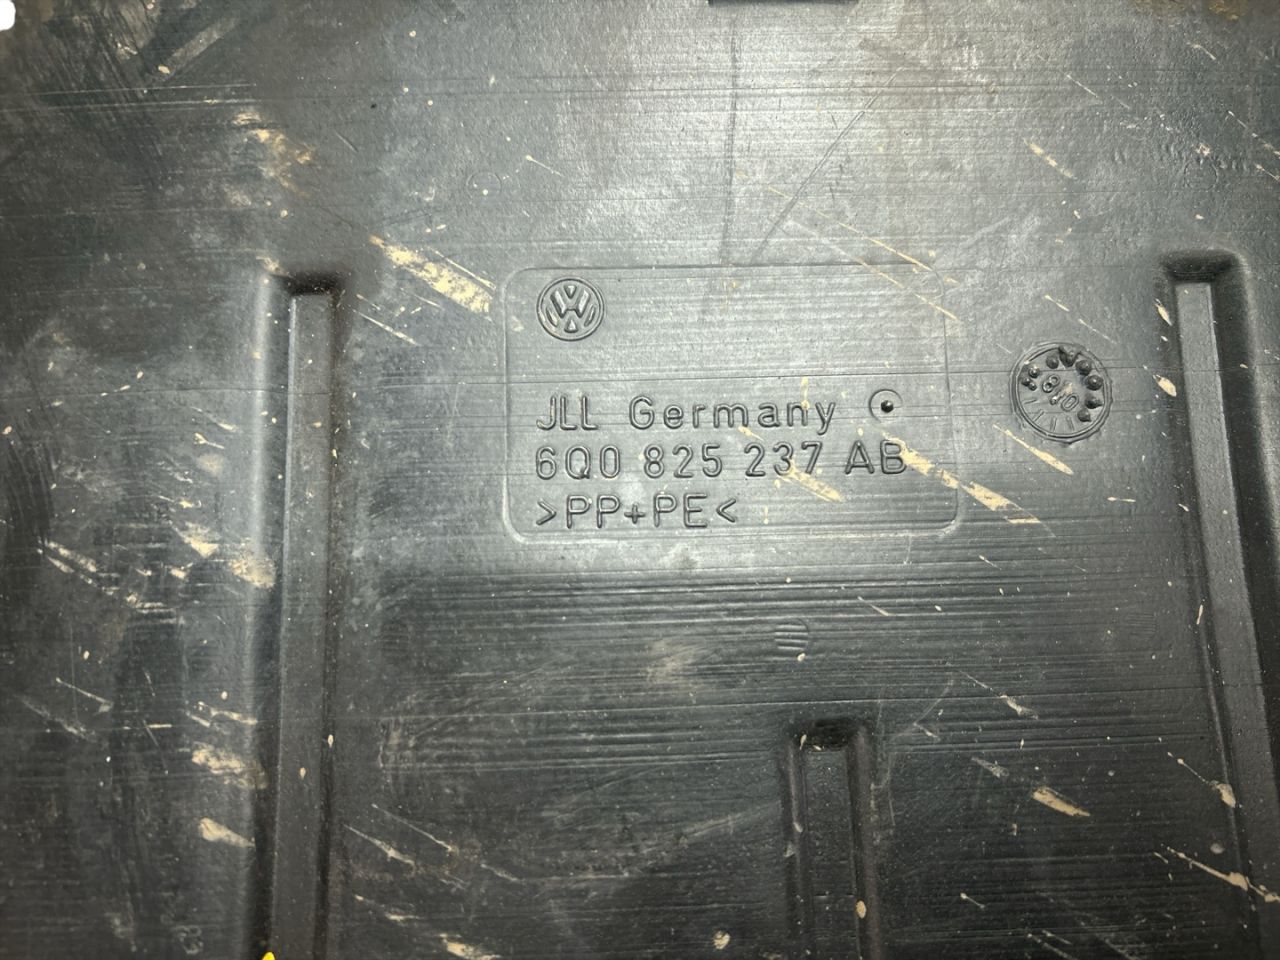 JLL Germany
6Q0 825 237 AB
>PP+PE<